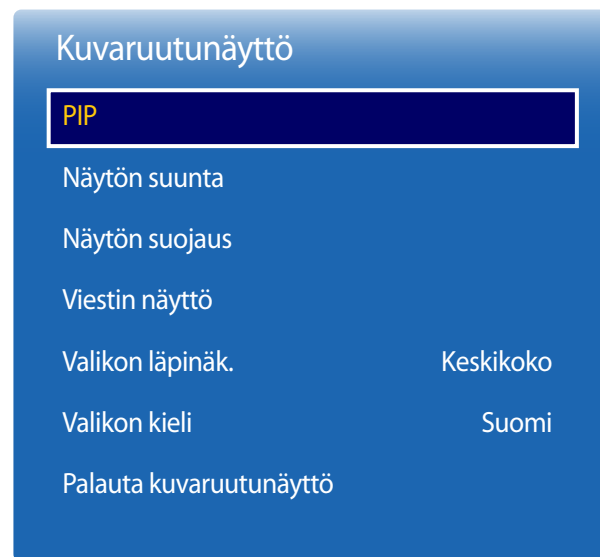 Kuvaruutunäyttö
PIP
Näytön suunta
Näytön suojaus
Viestin näyttö
Valikon läpinäk. Keskikoko
Valikon kieli Suomi
Palauta kuvaruutunäyttö